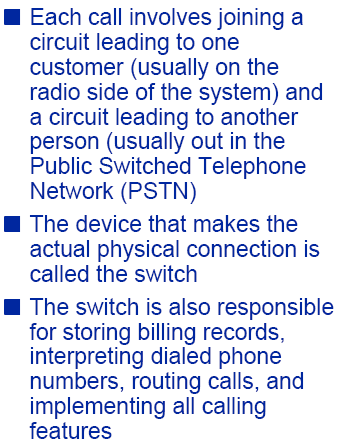 Each call involves joining a
circuit leading to one
customer (usually on the
radio side of the system) and
a circuit leading to another
person (usually out in the
Public Switched Telephone
Network (PSTN)
The device that makes the
actual physical connection is
called the switch
The switch is also responsible
for storing billing records,
interpreting dialed phone
numbers, routing calls, and
implementing all calling
features